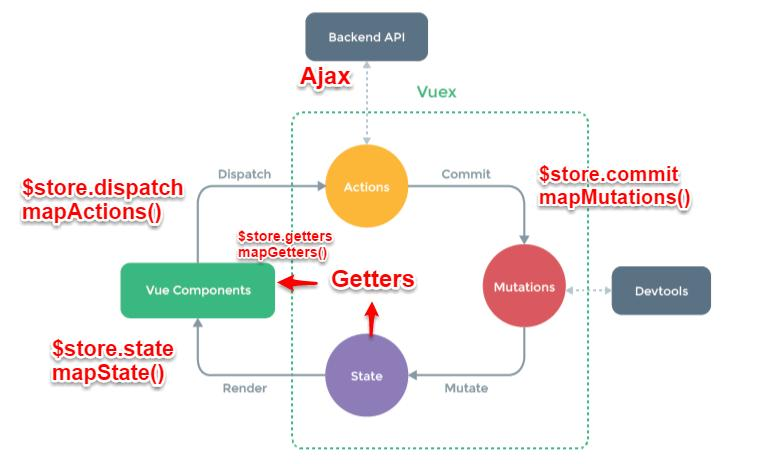 Backend API
Ajax
Vuex
Dispatch
Actions
Commit
$store.dispatch
mapActions()
$store.commit
mapMutations()
$store.getters
mapGetters()
Vue Components
Getters
Mutations
Devtools
$store.state
mapState()
State
Render
Mutate